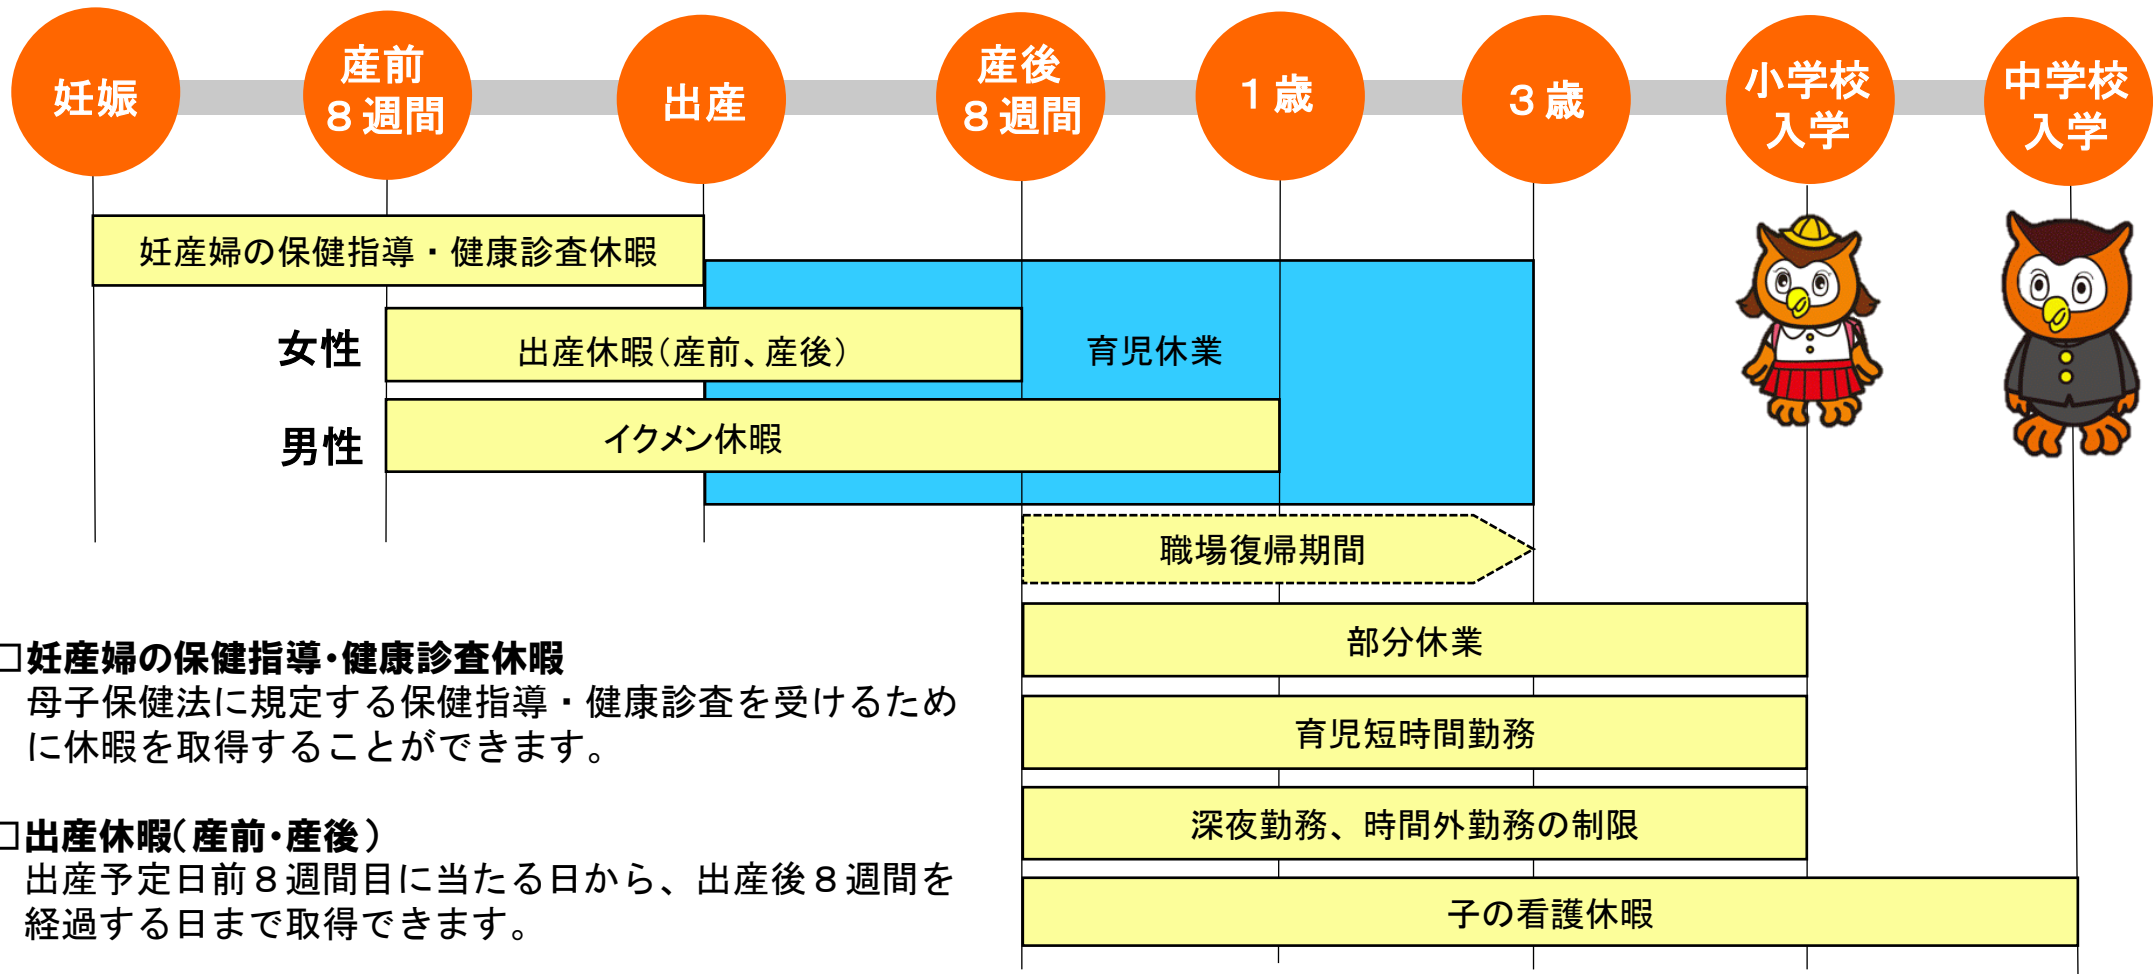 妊娠
産前
８週間
出産
産後
８週間
１歳
３歳
小学校
入学
中学校
入学
妊産婦の保健指導・健康診査休暇
女性
出産休暇（産前、産後）
育児休業
男性
イクメン休暇
職場復帰期間
部分休業
育児短時間勤務
深夜勤務、時間外勤務の制限
子の看護休暇
□妊産婦の保健指導・健康診査休暇
母子保健法に規定する保健指導・健康診査を受けるため
に休暇を取得することができます。
□出産休暇（産前・産後）
出産予定日前８週間目に当たる日から、出産後８週間を
経過する日まで取得できます。